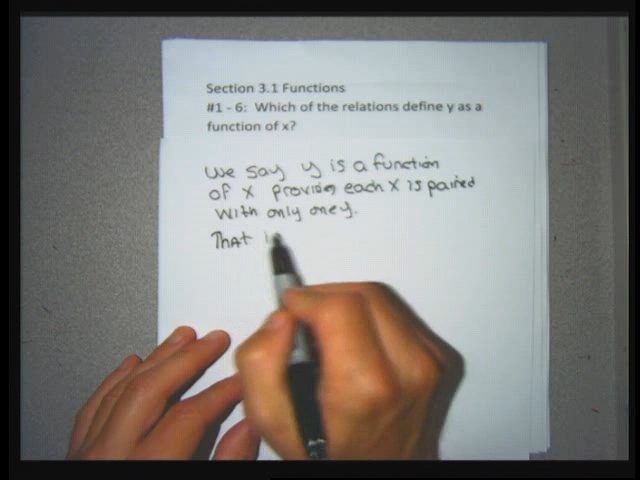 Section 3.1 Functions
#1 - 6: Which of the relations define y as a
function of x?
We say y is a function
of x providing each x is paired
with only one y.
That i